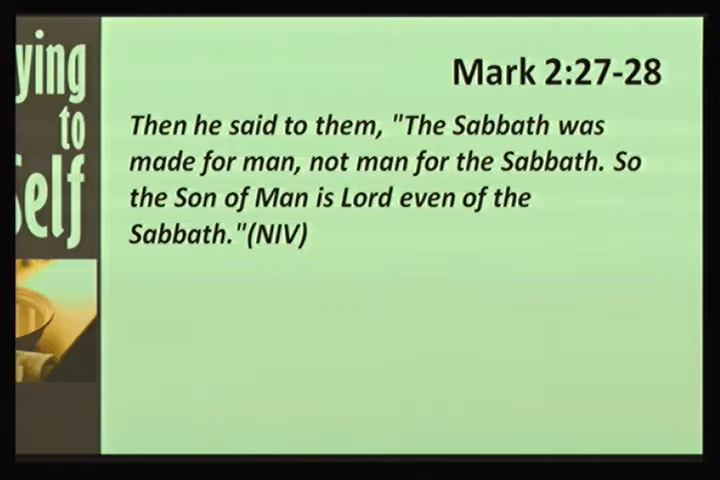 ying
to
Self
Mark 2:27-28
Then he said to them, "The Sabbath was
made for man, not man for the Sabbath. So
the Son of Man is Lord even of the
Sabbath."(NIV)